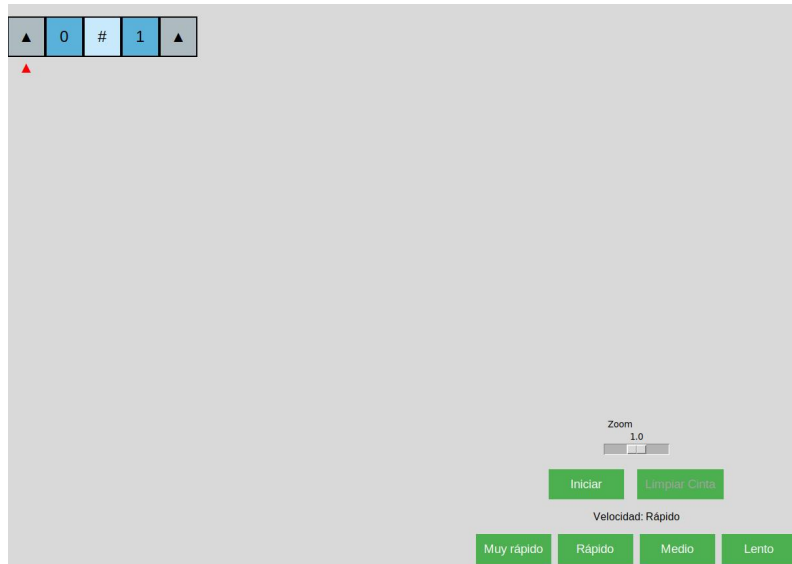 ▲ 0 # 1 ▲
▲
Zoom
1.0
Iniciar Limpiar Cinta
Velocidad: Rápido
Muy rápido Rápido Medio Lento